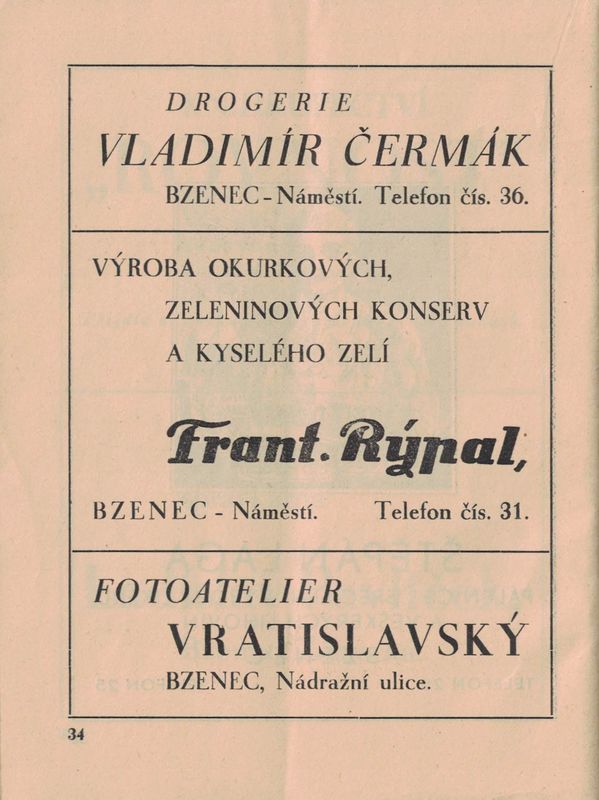 DROGERIE
VLADIMÍR ČERMÁK
BZENEC - Náměstí. Telefon čís. 36.
VÝROBA OKURKOVÝCH,
ZELENINOVÝCH KONSERV
A KYSELÉHO ZELÍ
Frant. Rýpal,
BZENEC - Náměstí. Telefon čís. 31.
FOTOATELIER
VRATISLAVSKÝ
BZENEC, Nádražní ulice.
34